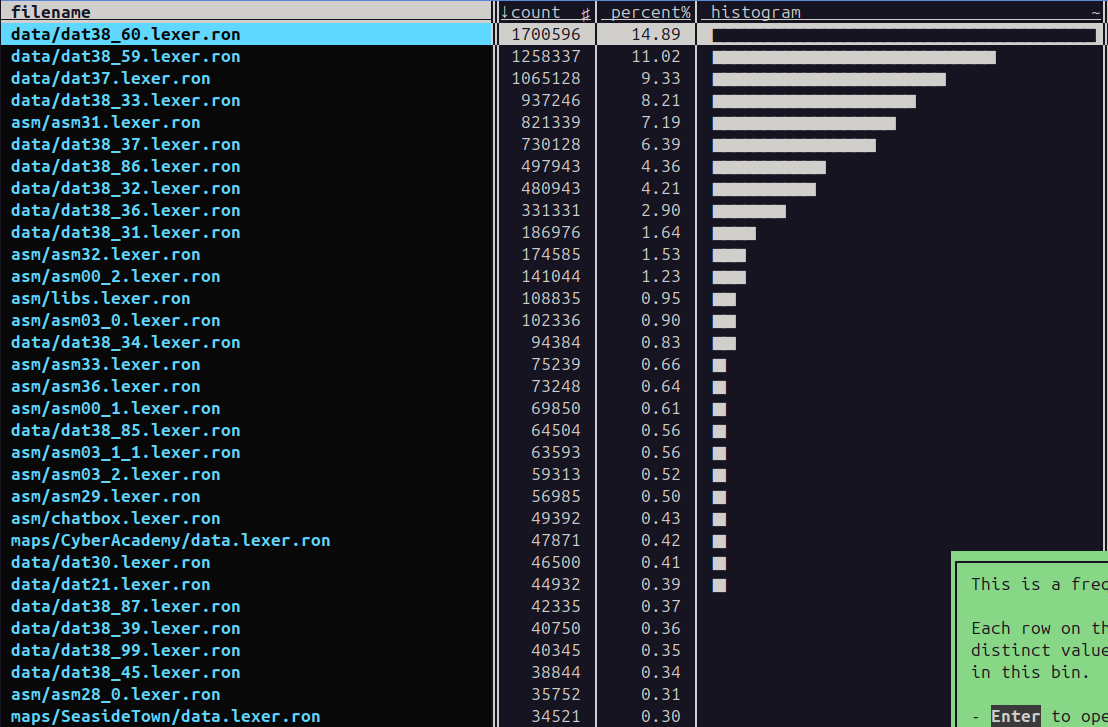 filename ↓count ♯ percent% histogram ~
data/dat38_60.lexer.ron 1700596 14.89
data/dat38_59.lexer.ron 1258337 11.02
data/dat37.lexer.ron 1065128 9.33
data/dat38_33.lexer.ron 937246 8.21
asm/asm31.lexer.ron 821339 7.19
data/dat38_37.lexer.ron 730128 6.39
data/dat38_86.lexer.ron 497943 4.36
data/dat38_32.lexer.ron 480943 4.21
data/dat38_36.lexer.ron 331331 2.90
data/dat38_31.lexer.ron 186976 1.64
asm/asm32.lexer.ron 174585 1.53
asm/asm00_2.lexer.ron 141044 1.23
asm/libs.lexer.ron 108835 0.95
asm/asm03_0.lexer.ron 102336 0.90
data/dat38_34.lexer.ron 94384 0.83
asm/asm33.lexer.ron 75239 0.66
asm/asm36.lexer.ron 73248 0.64
asm/asm00_1.lexer.ron 69850 0.61
data/dat38_85.lexer.ron 64504 0.56
asm/asm03_1_1.lexer.ron 63593 0.56
asm/asm03_2.lexer.ron 59313 0.52
asm/asm29.lexer.ron 56985 0.50
asm/chatbox.lexer.ron 49392 0.43
maps/CyberAcademy/data.lexer.ron 47871 0.42
data/dat30.lexer.ron 46500 0.41
data/dat21.lexer.ron 44932 0.39
This is a frec
data/dat38_87.lexer.ron 42335 0.37
data/dat38_39.lexer.ron 40750 0.36
Each row on th
data/dat38_99.lexer.ron 40345 0.35
distinct value
data/dat38_45.lexer.ron 38844 0.34
in this bin.
asm/asm28_0.lexer.ron 35752 0.31
maps/SeasideTown/data.lexer.ron 34521 0.30
- Enter to ope